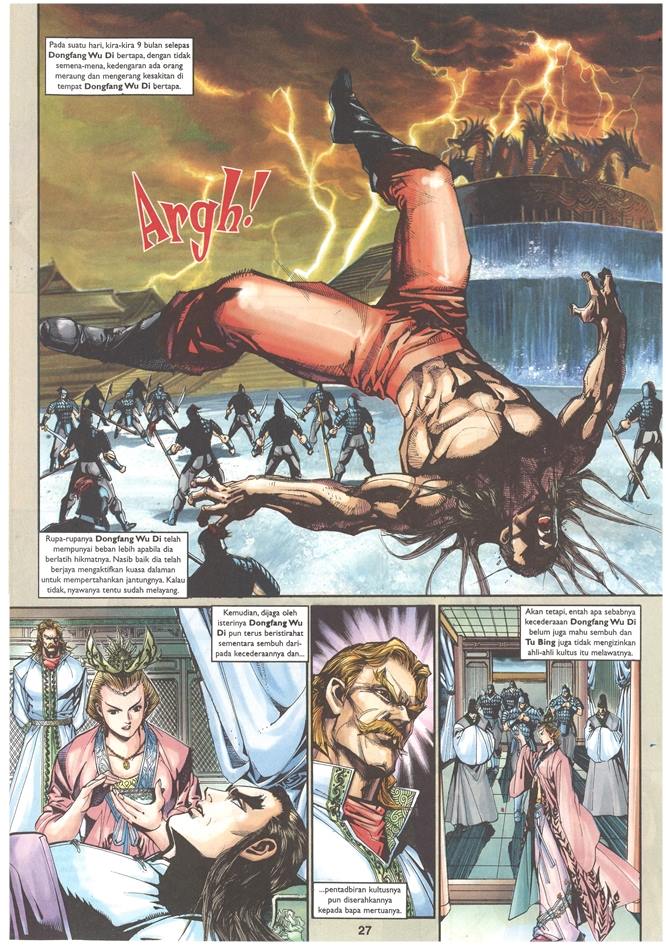 Pada suatu hari, kira-kira 9 bulan selepas
Dongfang Wu Di bertapa, dengan tidak
semena-mena, kedengaran ada orang
meraung dan mengerang kesakitan di
tempat Dongfang Wu Di bertapa.
Argh!
Rupa-rupanya Dongfang Wu Di telah
mempunyai beban lebih apabila dia
berlatih hikmatnya. Nasib baik dia telah
berjaya mengaktifkan kuasa dalaman
untuk mempertahankan jantungnya. Kalau
tidak, nyawanya tentu sudah melayang.
Kemudian, dijaga oleh
isterinya Dongfang Wu
Di pun terus beristirahat
sementara sembuh dari-
pada kecederaannya dan...
...pentadbiran kultusnya
pun diserahkannya
kepada bapa mertuanya.
Akan tetapi, entah apa sebabnya
kecederaaan Dongfang Wu Di
belum juga mahu sembuh dan
Tu Bing juga tidak mengizinkan
ahli-ahli kultus itu melawatnya.
27